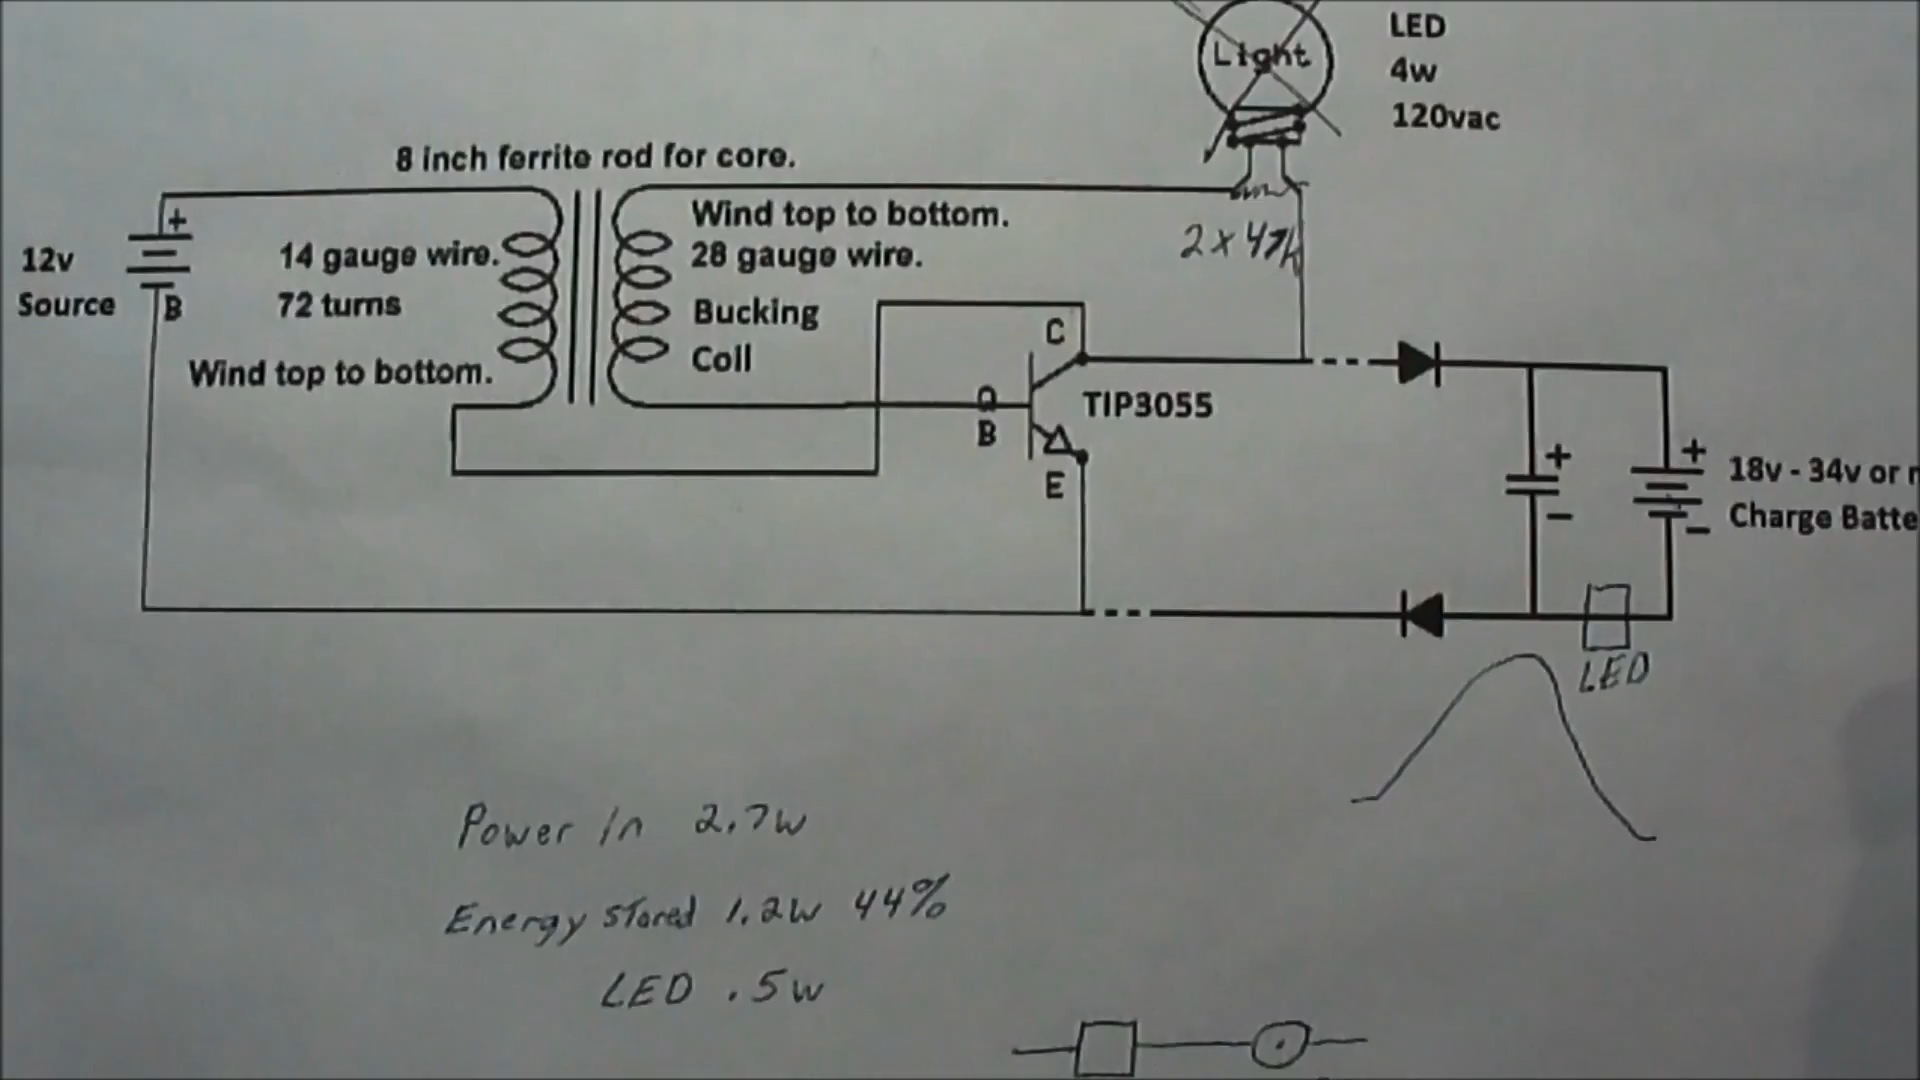 LED
4w
120vac
Light
8 inch ferrite rod for core.
+
12v
Source
B
14 gauge wire.
72 turns
Wind top to bottom.
Wind top to bottom.
28 gauge wire.
Bucking
Coil
2 x 47k
C
B
E
TIP3055
+
-
+
-
18v - 34v or
Charge
LED
Power in 2.7w
Energy stored 1.2w 44%
LED .5w